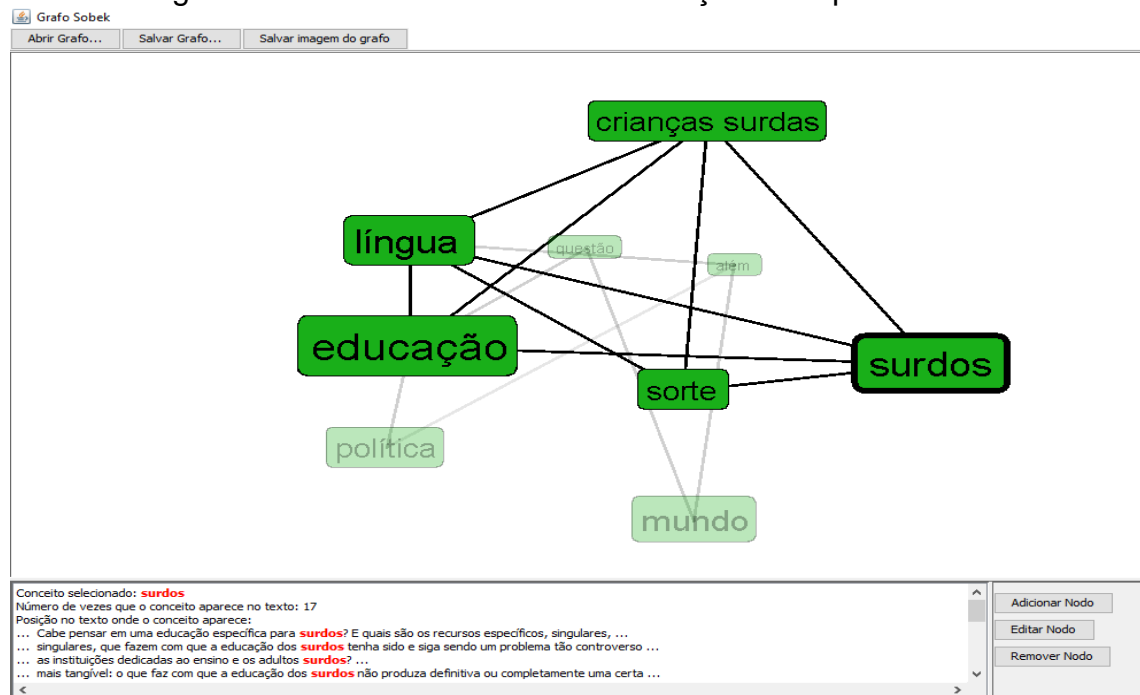 Grafo Sobek
Abrir Grafo... Salvar Grafo... Salvar imagem do grafo
crianças surdas
língua
questão
além
educação
surdos
sorte
política
mundo
Conceito selecionado: surdos
Número de vezes que o conceito aparece no texto: 17
Posição no texto onde o conceito aparece:
... Cabe pensar em uma educação específica para surdos? E quais são os recursos específicos, singulares, ...
... singulares, que fazem com que a educação dos surdos tenha sido e siga sendo um problema tão controverso ...
... as instituições dedicadas ao ensino e os adultos surdos? ...
... mais tangível: o que faz com que a educação dos surdos não produza definitiva ou completamente uma certa ...
Adicionar Nodo
Editar Nodo
Remover Nodo